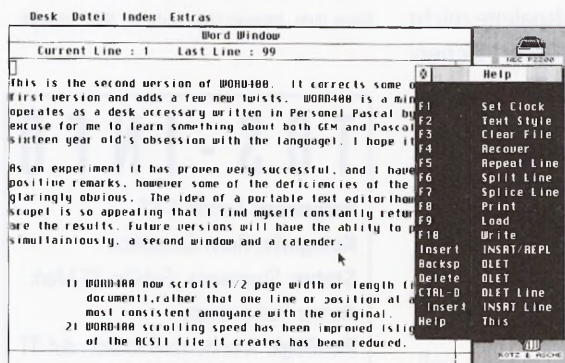 Desk Datei Index Extras
Word Window
Current Line : 1 Last Line : 99
NEC P2200
This is the second version of WORD400. It corrects some o
first version and adds a few new twists. WORD400 is a min
operates as a desk accessary written in Personel Pascal by
excuse for me to learn something about both GEM and Pascal
sixteen year old's obsession with the language). I hope it
As an experiment it has proven very successful, and I have
positive remarks, however some of the deficiencies of the
glaringly obvious. The idea of a portable text editor(how
scope) is so appealing that I find myself constantly retur
are the results. Future versions will have the ability to p
simultainiously, a second window and a calender.
1) WORD400 now scrolls 1/2 page width or length (
document),rather that one line or position at a
most consistent annoyance with the original.
2) WORD400 scrolling speed has been improved (slig
of the ACSII file it creates has been reduced.
Help
F1 Set Clock
F2 Text Style
F3 Clear File
F4 Recover
F5 Repeat Line
F6 Split Line
F7 Splice Line
F8 Print
F9 Load
F10 Write
Insert INSRT/REPL
Backsp DLET
Delete DLET
CTRL-D DLET Line
Insert INSRT Line
Help This
KOTZ & ASCHE